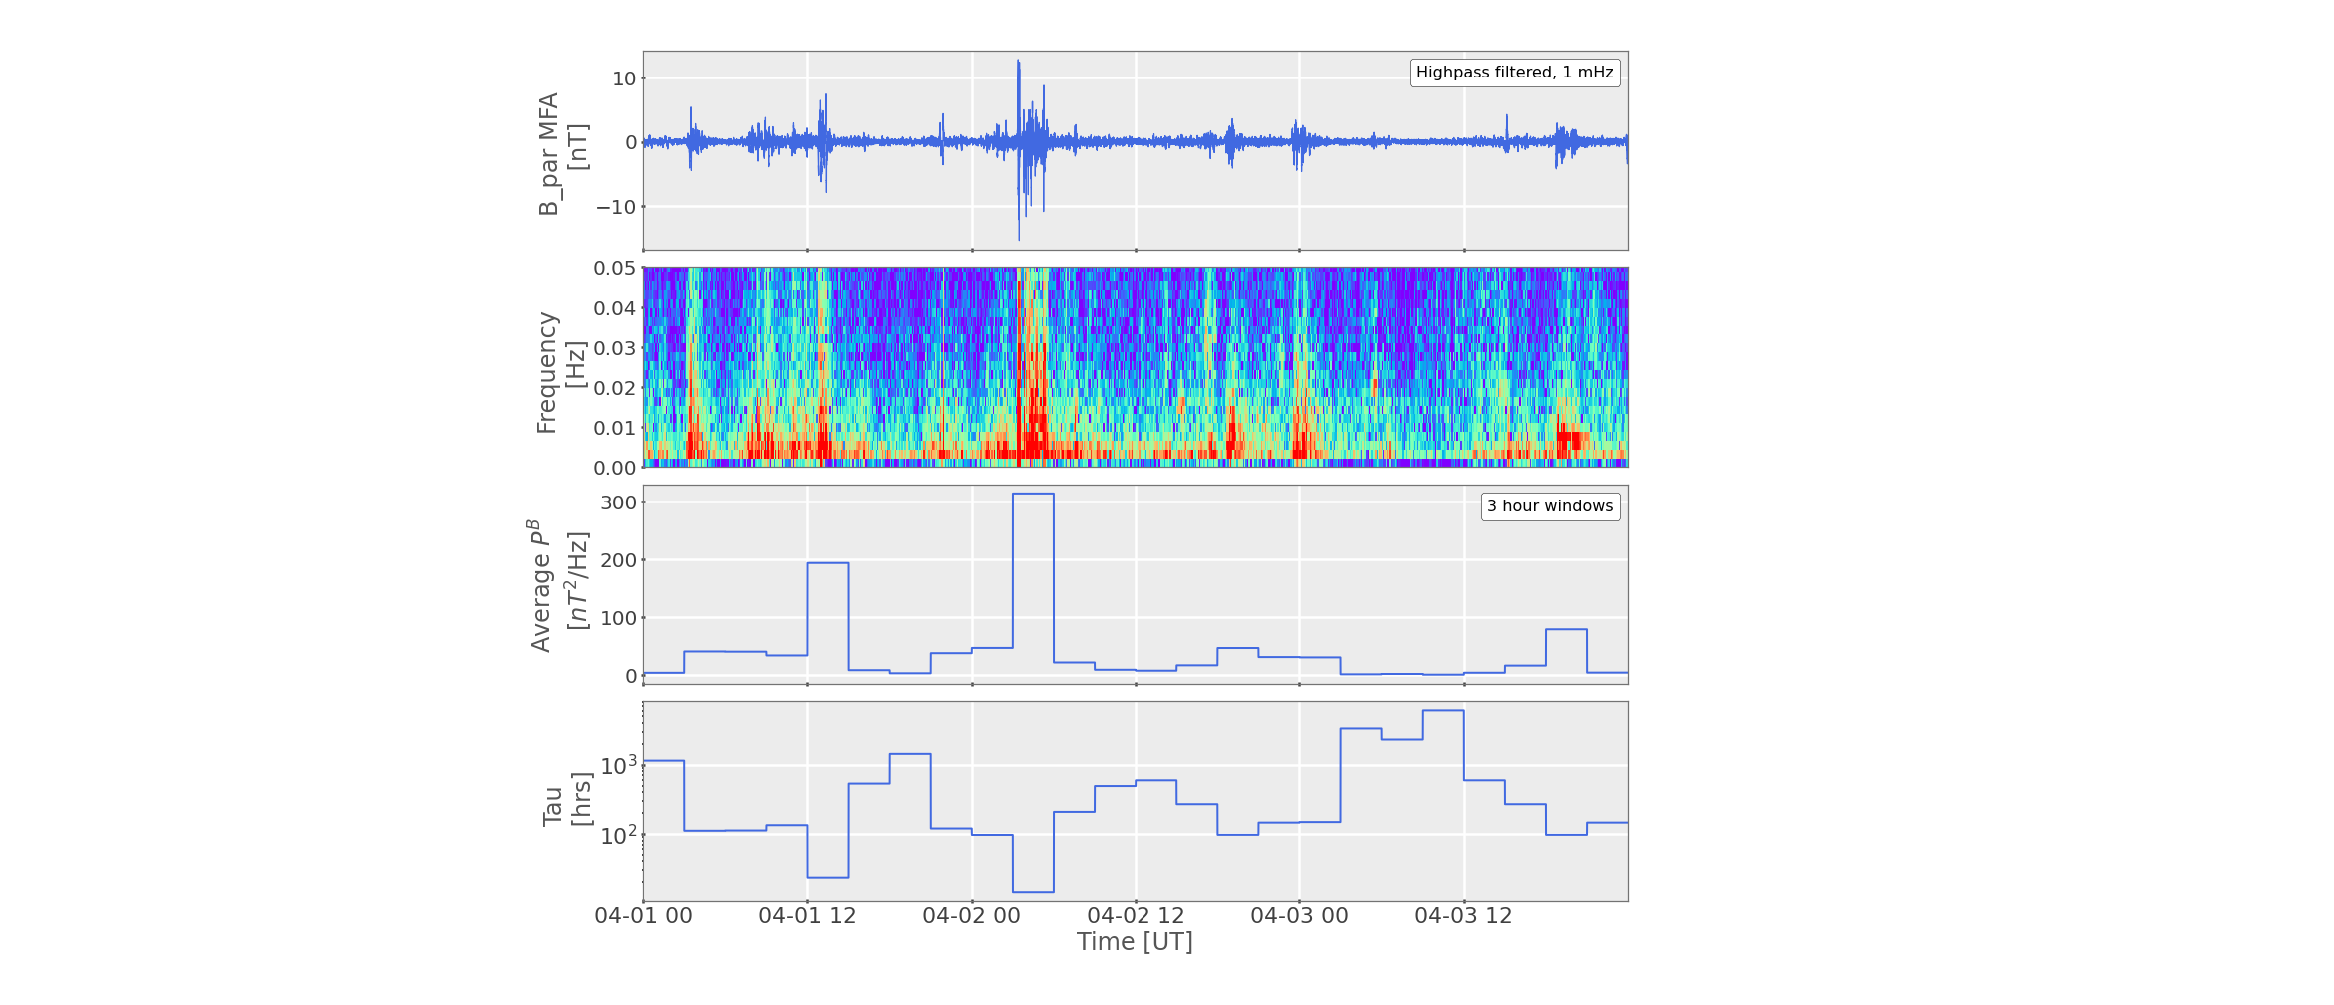 B_par MFA
[nT]
10
0
−10
Highpass filtered, 1 mHz
Frequency
[Hz]
0.05
0.04
0.03
0.02
0.01
0.00
Average P^B
[nT^2/Hz]
300
200
100
0
3 hour windows
Tau
[hrs]
10^3
10^2
04-01 00 04-01 12 04-02 00 04-02 12 04-03 00 04-03 12
Time [UT]